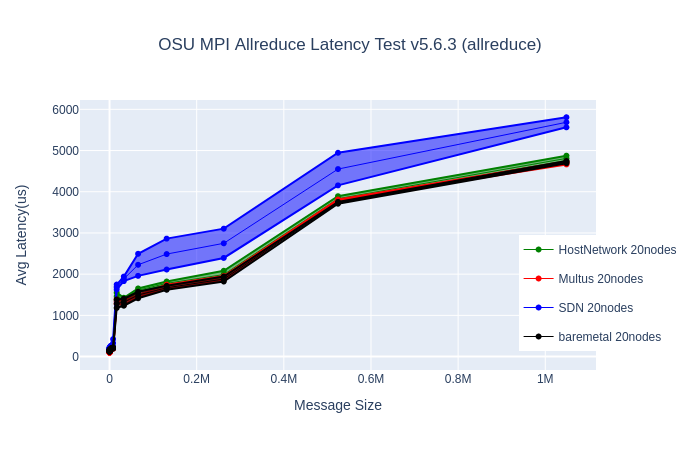 OSU MPI Allreduce Latency Test v5.6.3 (allreduce)
6000
5000
4000
3000
2000
1000
0
Avg Latency(us)
0 0.2M 0.4M 0.6M 0.8M 1M
Message Size
HostNetwork 20nodes
Multus 20nodes
SDN 20nodes
baremetal 20nodes